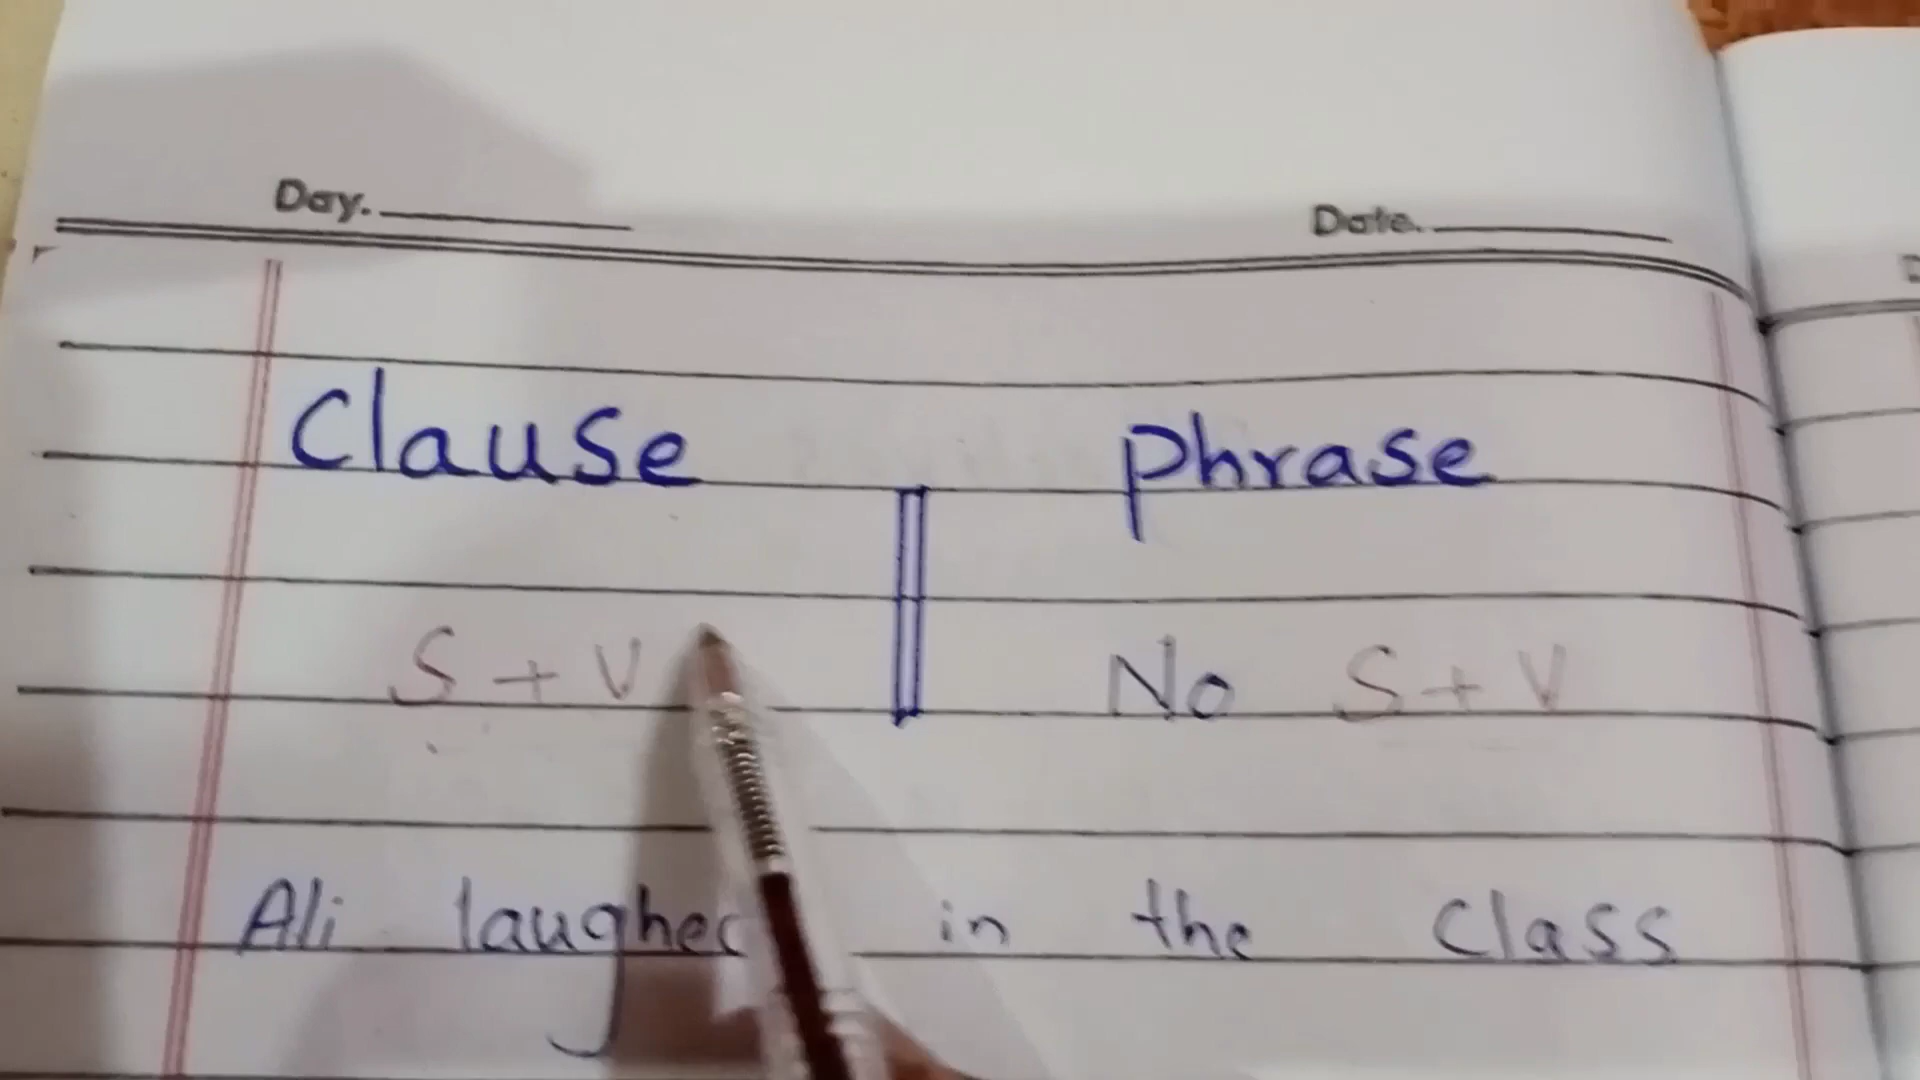 Day. Date.
Clause phrase
S + V No S + V
Ali laughed in the Class